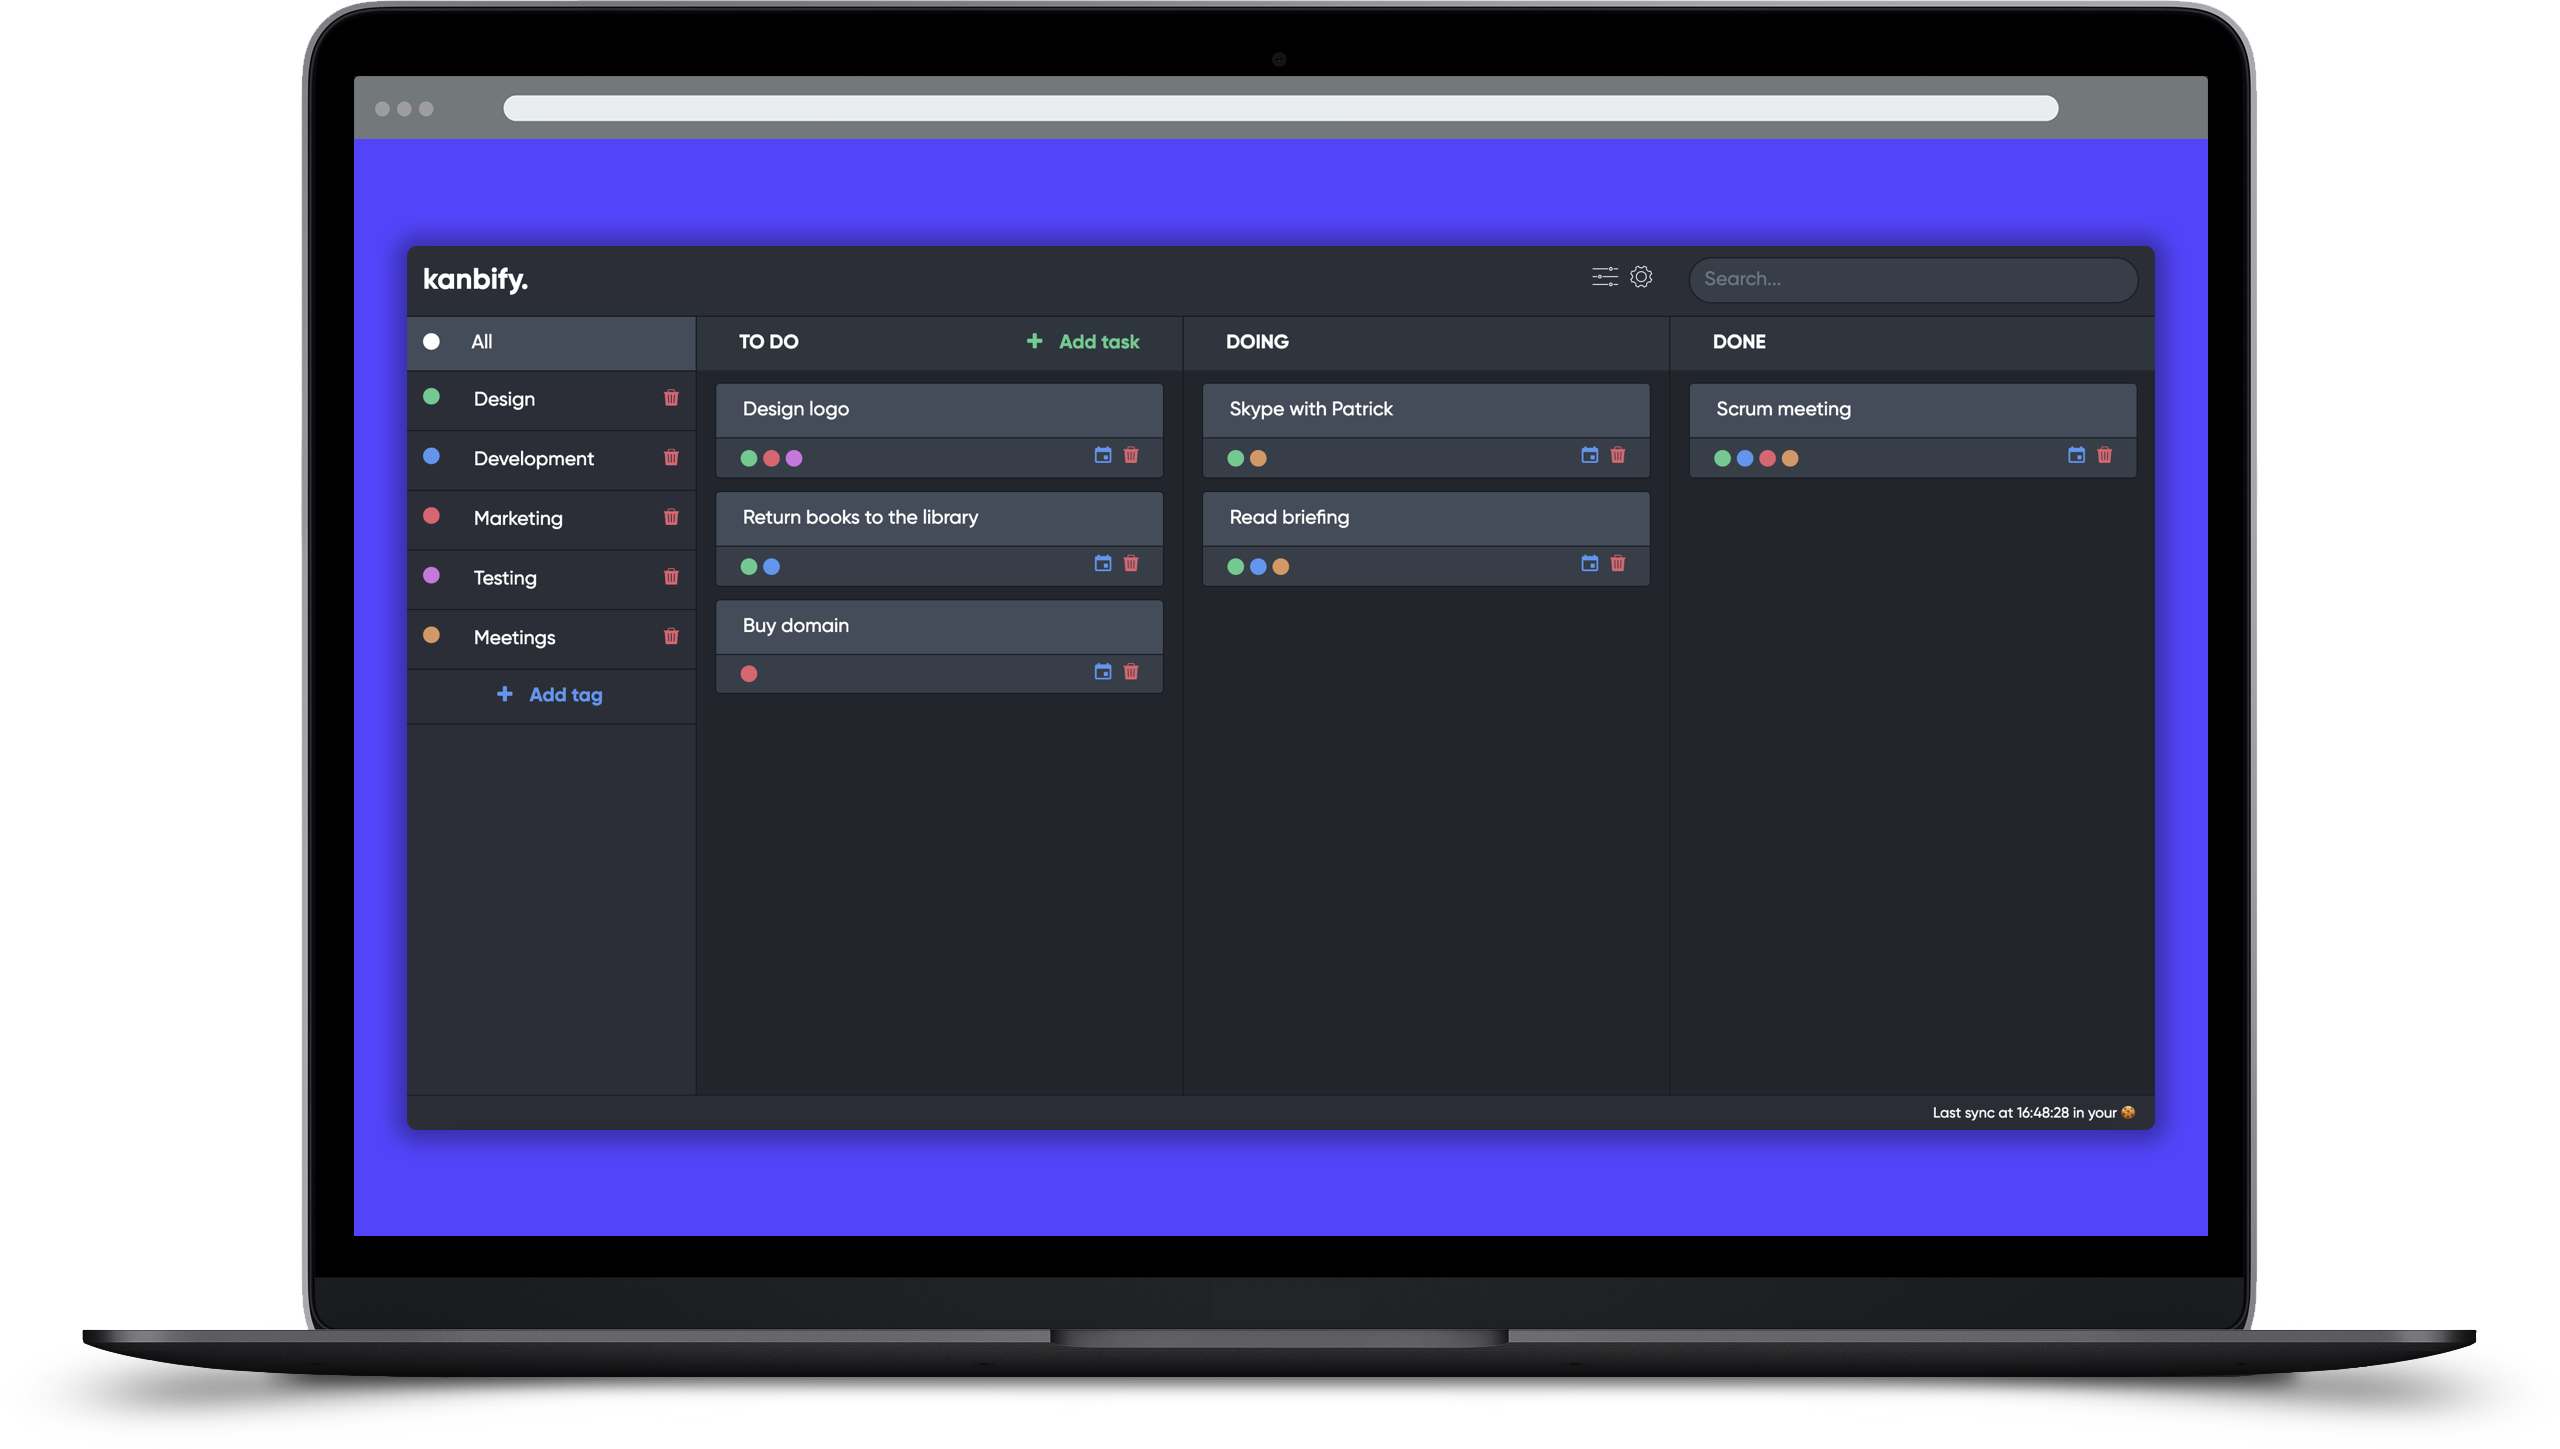 kanbify.
Search...
All
Design
Development
Marketing
Testing
Meetings
+ Add tag
TO DO
+ Add task
Design logo
Return books to the library
Buy domain
DOING
Skype with Patrick
Read briefing
DONE
Scrum meeting
Last sync at 16:48:28 in your 🍪